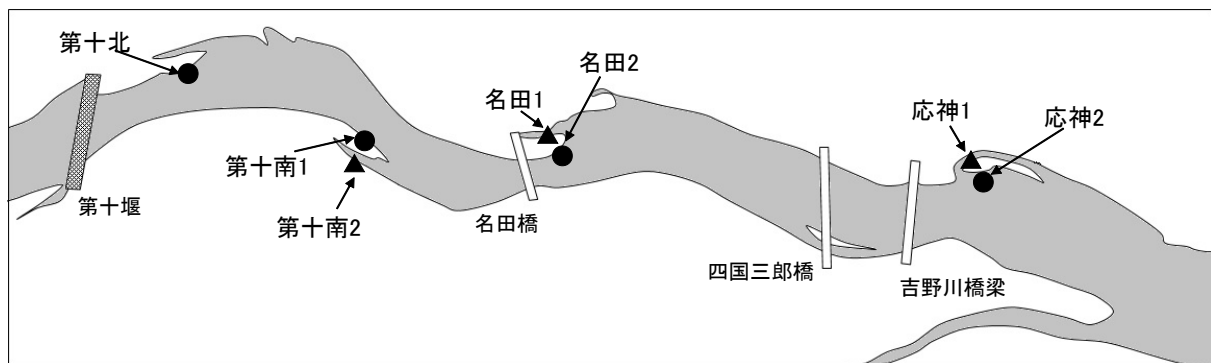 第十北
名田2
名田1
応神1
応神2
第十南1
第十堰
第十南2
名田橋
四国三郎橋
吉野川橋梁